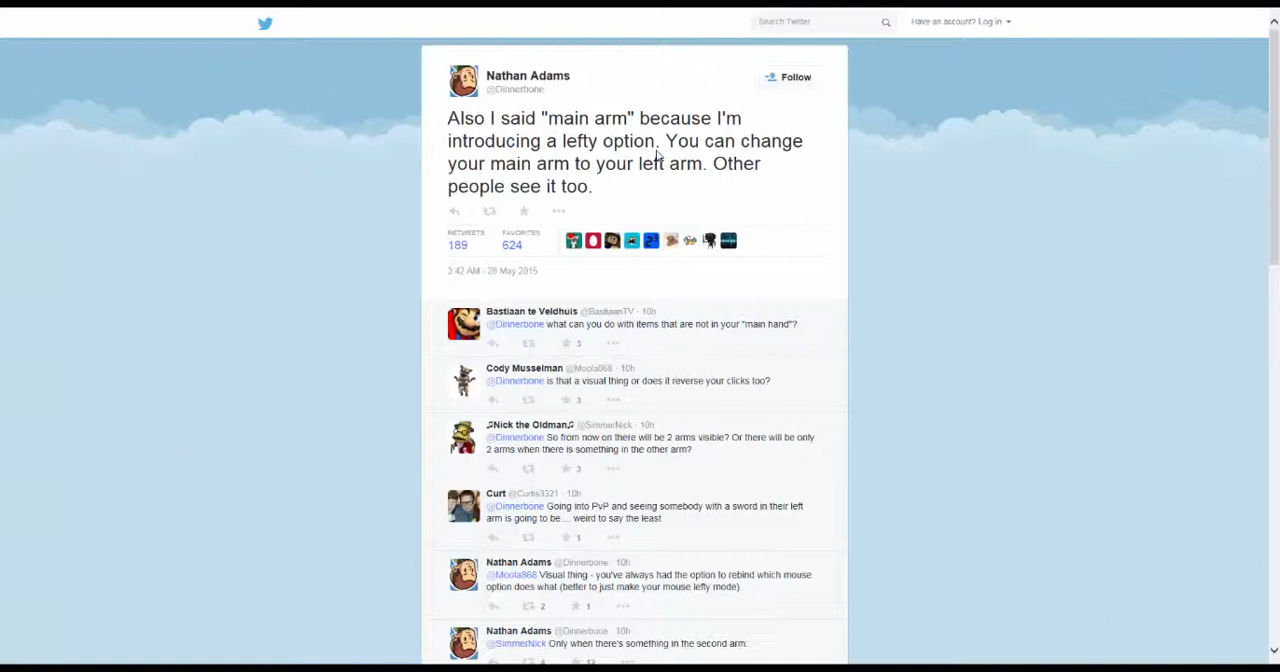 Search Twitter
Have an account? Log in
Nathan Adams
@Dinnerbone
Follow
Also I said "main arm" because I'm
introducing a lefty option. You can change
your main arm to your left arm. Other
people see it too.
RETWEETS
189
FAVORITES
624
3:42 AM - 28 May 2015
Bastiaan te Veldhuis @BastiaanTV · 10h
@Dinnerbone what can you do with items that are not in your "main hand"?
3
Cody Musselman @Moola868 · 10h
@Dinnerbone is that a visual thing or does it reverse your clicks too?
3
♫Nick the Oldman♫ @SimmerNick · 10h
@Dinnerbone So from now on there will be 2 arms visible? Or there will be only
2 arms when there is something in the other arm?
3
Curt @Curtis3321 · 10h
@Dinnerbone Going into PvP and seeing somebody with a sword in their left
arm is going to be.... weird to say the least
1
Nathan Adams @Dinnerbone · 10h
@Moola868 Visual thing - you've always had the option to rebind which mouse
option does what (better to just make your mouse lefty mode)
2 1
Nathan Adams @Dinnerbone · 10h
@SimmerNick Only when there's something in the second arm.